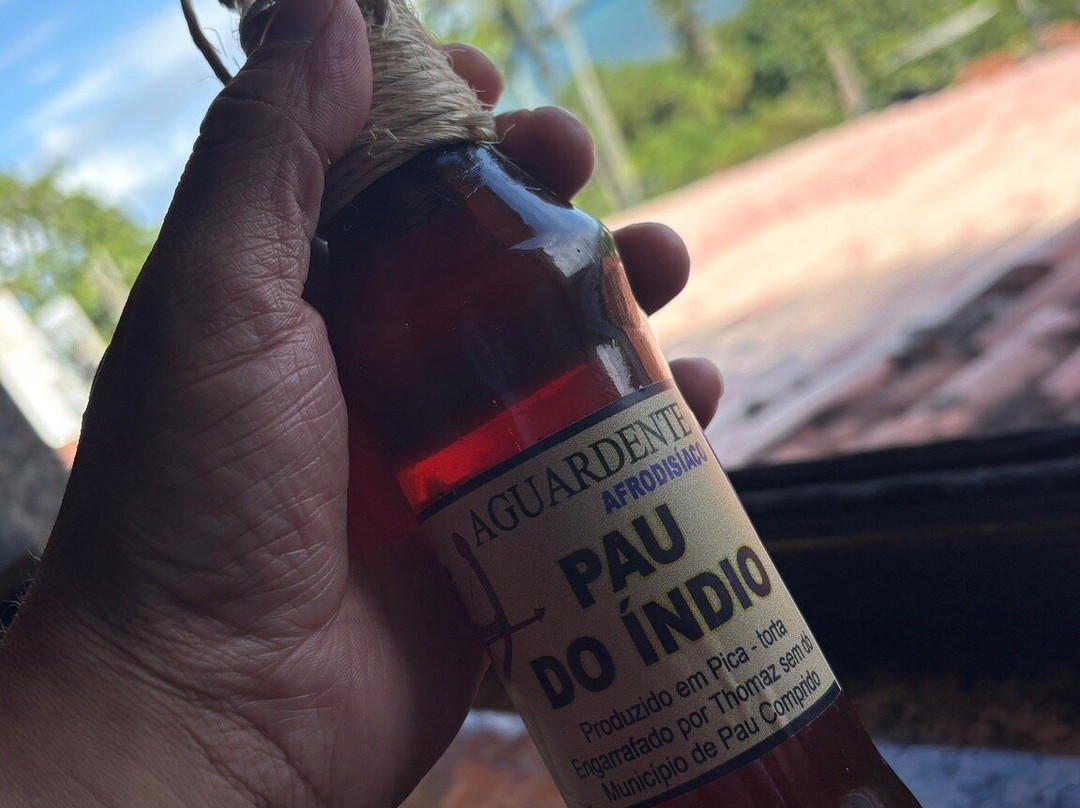 AGUARDENTE
AFRODISÍACO
PAU
DO ÍNDIO
Produzido em Pica - torta
Engarrafado por Thomaz sem dó
Município de Pau Comprido